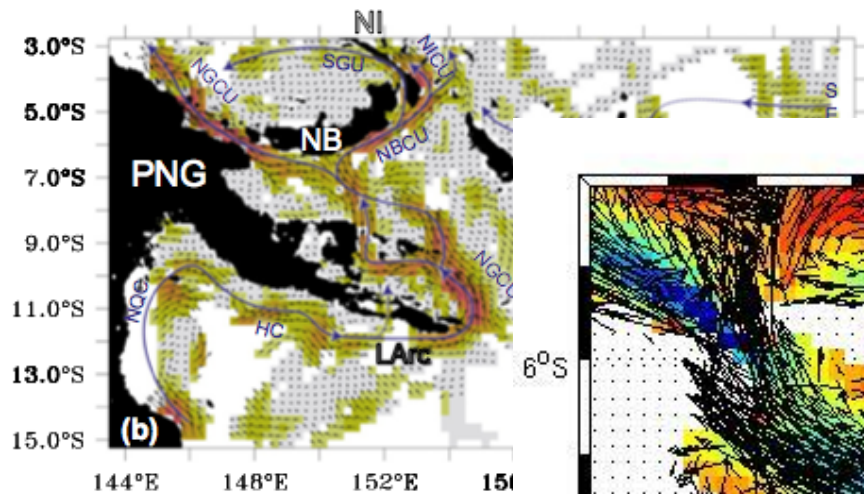 NI
3.0°S
5.0°S
7.0°S
9.0°S
11.0°S
13.0°S
15.0°S
NGCU
SGU
NICU
S
NB
NBCU
PNG
NQC
HC
NGCU
LArc
(b)
144°E
148°E
152°E
6°S